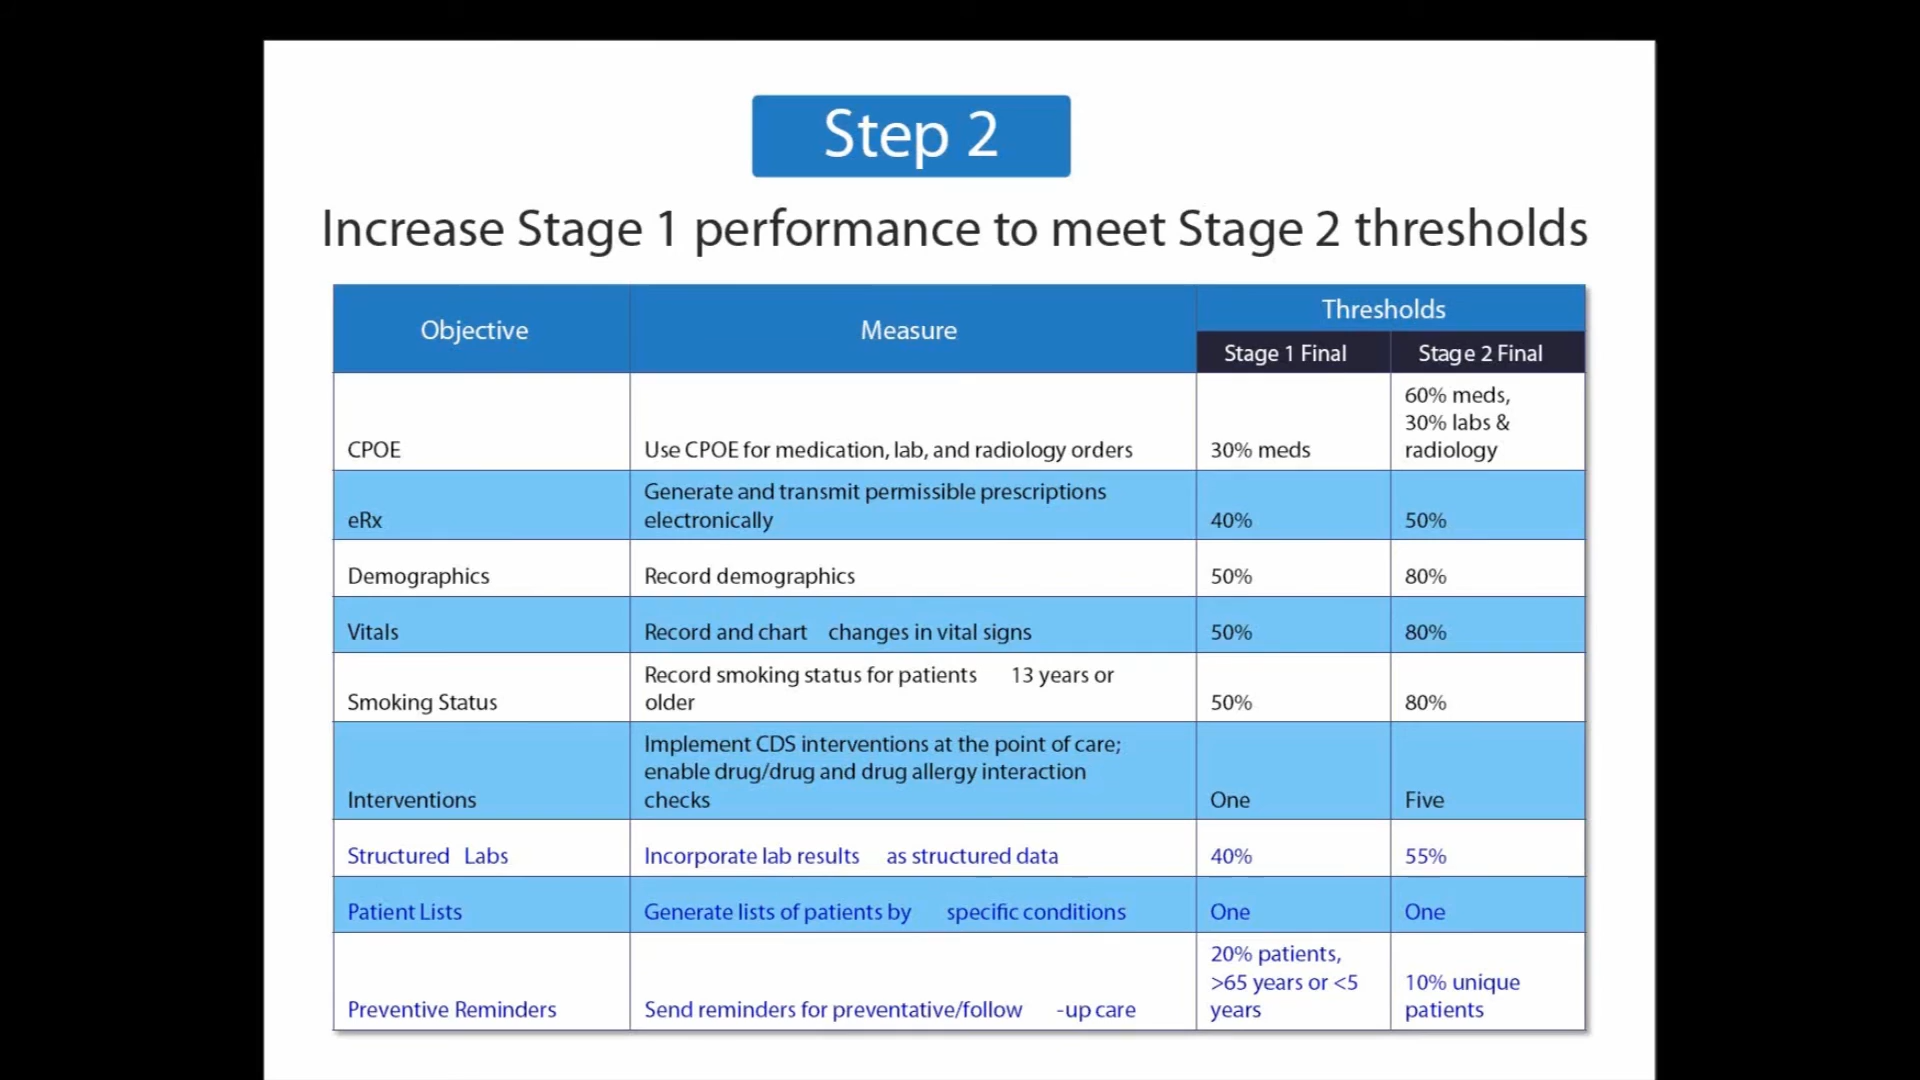 Step 2
Increase Stage 1 performance to meet Stage 2 thresholds
Objective
Measure
Thresholds
Stage 1 Final
Stage 2 Final
CPOE
Use CPOE for medication, lab, and radiology orders
30% meds
60% meds,
30% labs &
radiology
eRx
Generate and transmit permissible prescriptions
electronically
40%
50%
Demographics
Record demographics
50%
80%
Vitals
Record and chart changes in vital signs
50%
80%
Smoking Status
Record smoking status for patients 13 years or
older
50%
80%
Interventions
Implement CDS interventions at the point of care;
enable drug/drug and drug allergy interaction
checks
One
Five
Structured Labs
Incorporate lab results as structured data
40%
55%
Patient Lists
Generate lists of patients by specific conditions
One
One
Preventive Reminders
Send reminders for preventative/follow -up care
20% patients,
>65 years or <5
years
10% unique
patients